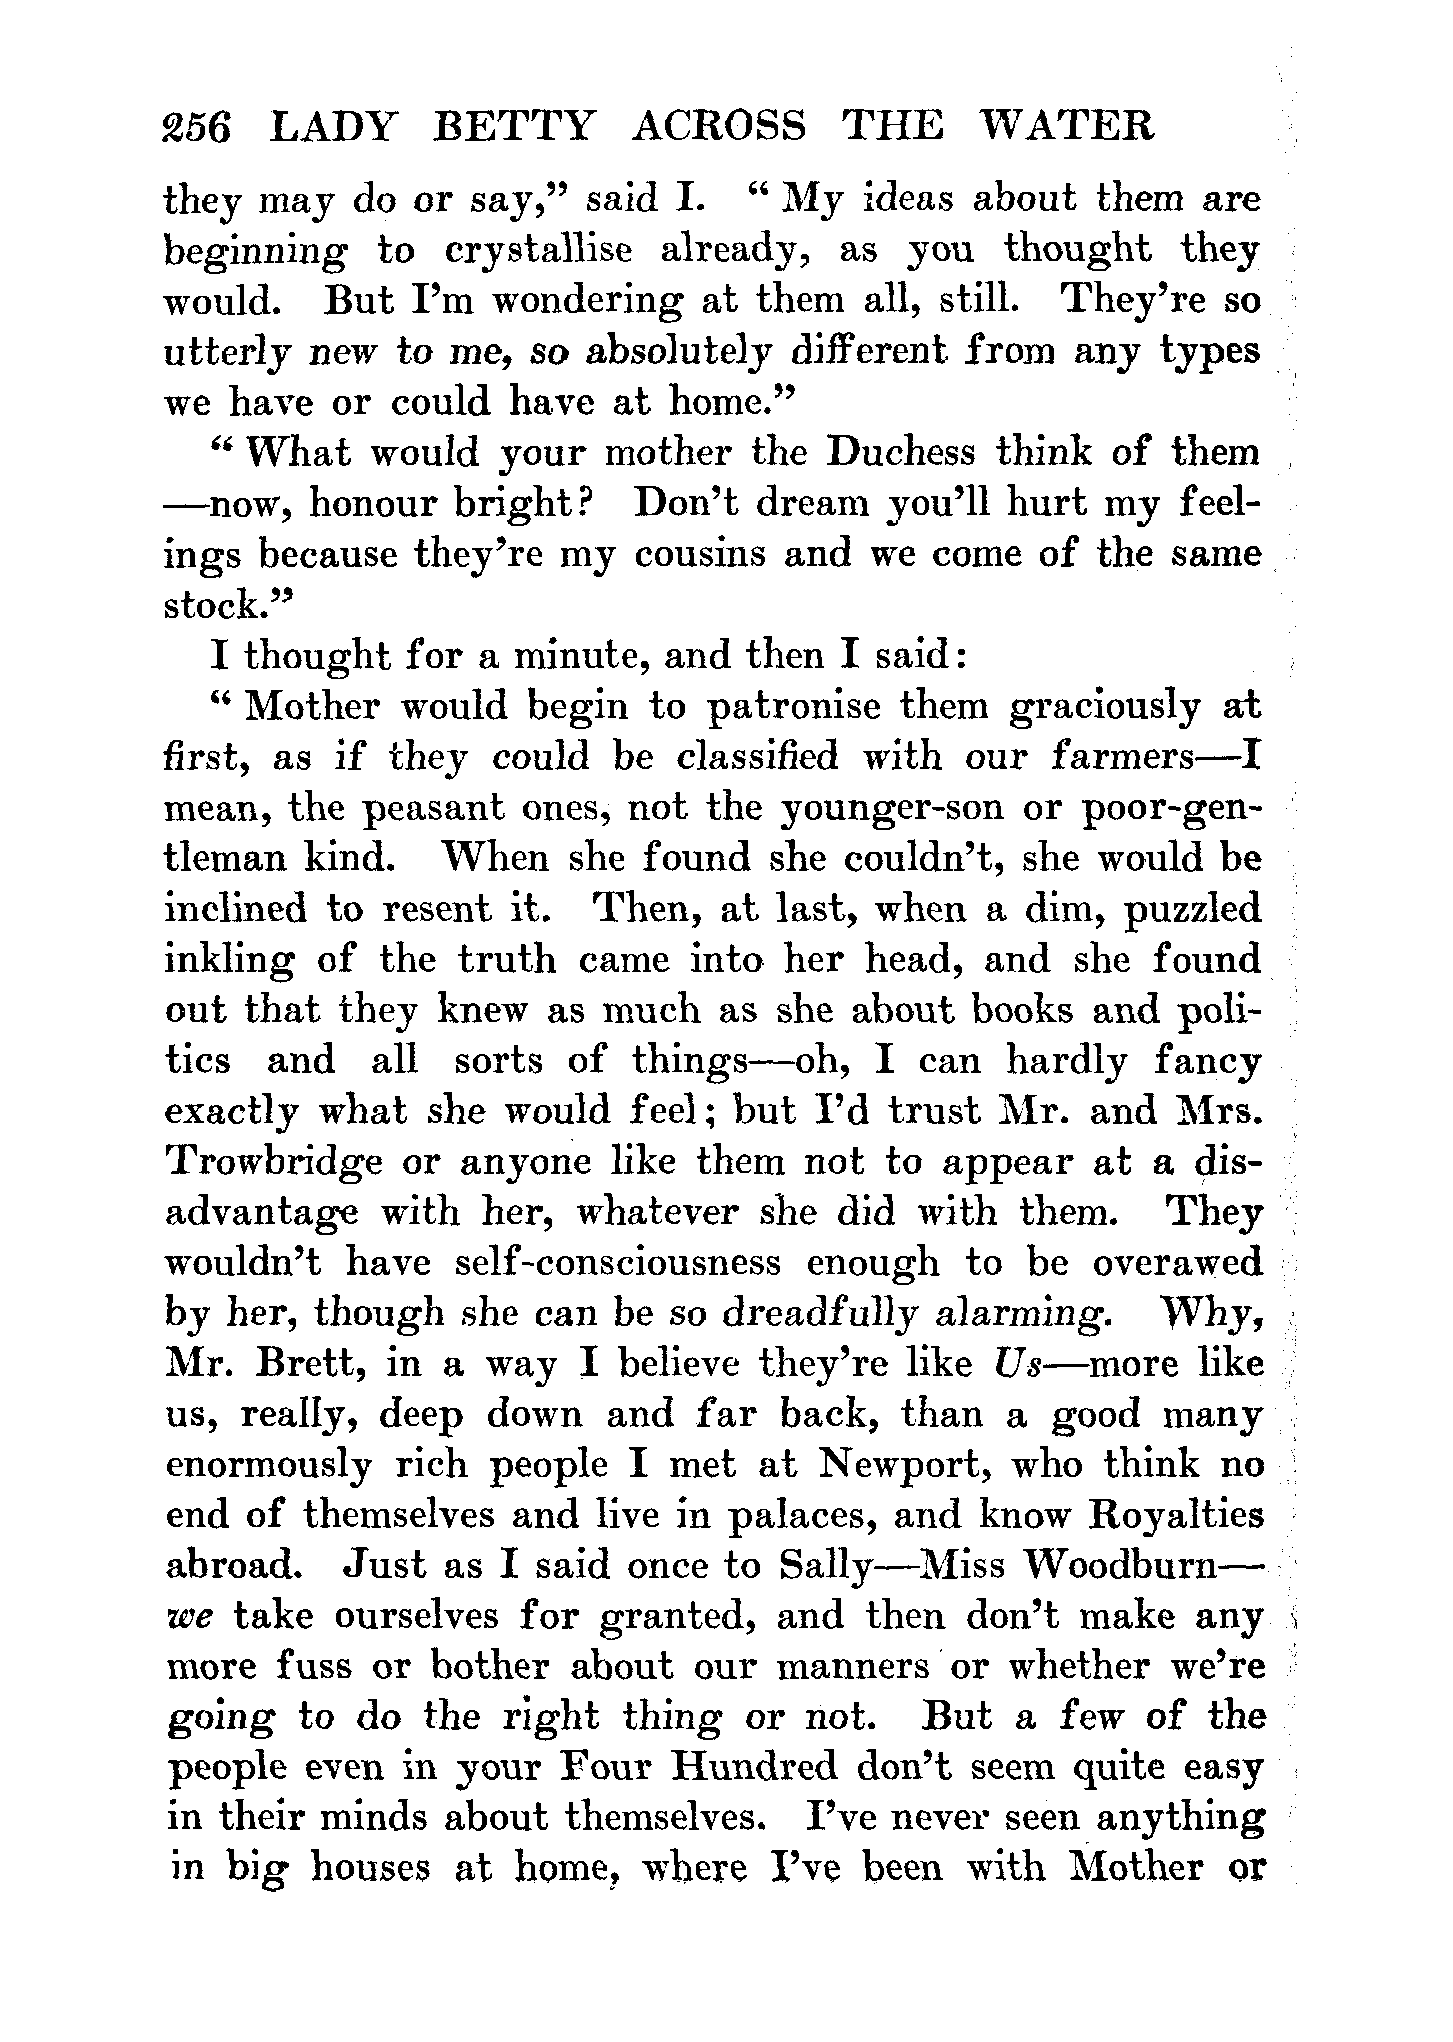 256 LADY BETTY ACROSS THE WATER
they may do or say,” said I. “ My ideas about them are
beginning to crystallise already, as you thought they
would. But I’m wondering at them all, still. They’re so
utterly new to me, so absolutely different from any types
we have or could have at home.”
“ What would your mother the Duchess think of them
—now, honour bright? Don’t dream you’ll hurt my feel-
ings because they’re my cousins and we come of the same
stock.”
I thought for a minute, and then I said:
“ Mother would begin to patronise them graciously at
first, as if they could be classified with our farmers—I
mean, the peasant ones, not the younger-son or poor-gen-
tleman kind. When she found she couldn’t, she would be
inclined to resent it. Then, at last, when a dim, puzzled
inkling of the truth came into her head, and she found
out that they knew as much as she about books and poli-
tics and all sorts of things—oh, I can hardly fancy
exactly what she would feel; but I’d trust Mr. and Mrs.
Trowbridge or anyone like them not to appear at a dis-
advantage with her, whatever she did with them. They
wouldn’t have self-consciousness enough to be overawed
by her, though she can be so dreadfully alarming. Why,
Mr. Brett, in a way I believe they’re like Us—more like
us, really, deep down and far back, than a good many
enormously rich people I met at Newport, who think no
end of themselves and live in palaces, and know Royalties
abroad. Just as I said once to Sally—Miss Woodburn—
we take ourselves for granted, and then don’t make any
more fuss or bother about our manners or whether we’re
going to do the right thing or not. But a few of the
people even in your Four Hundred don’t seem quite easy
in their minds about themselves. I’ve never seen anything
in big houses at home, where I’ve been with Mother or